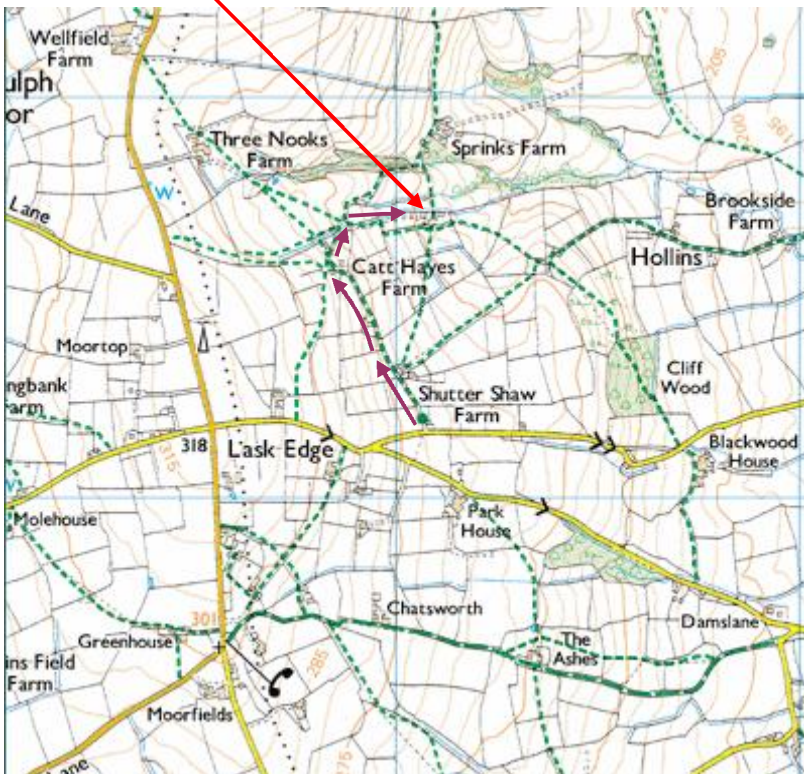 Wellfield
Farm
ulph
or
Three Nooks
Farm
Sprinks Farm
205
200
195
W
Lane
Brookside
Farm
Hollins
Catt Hayes
Farm
Moortop
ngbank
arm
Shutter Shaw
Farm
Cliff
Wood
318
315
Lask Edge
Blackwood
House
W
Molehouse
Park
House
Chatsworth
Damslane
301
Greenhouse
The
Ashes
285
ins Field
Farm
Moorfields
275
Lane